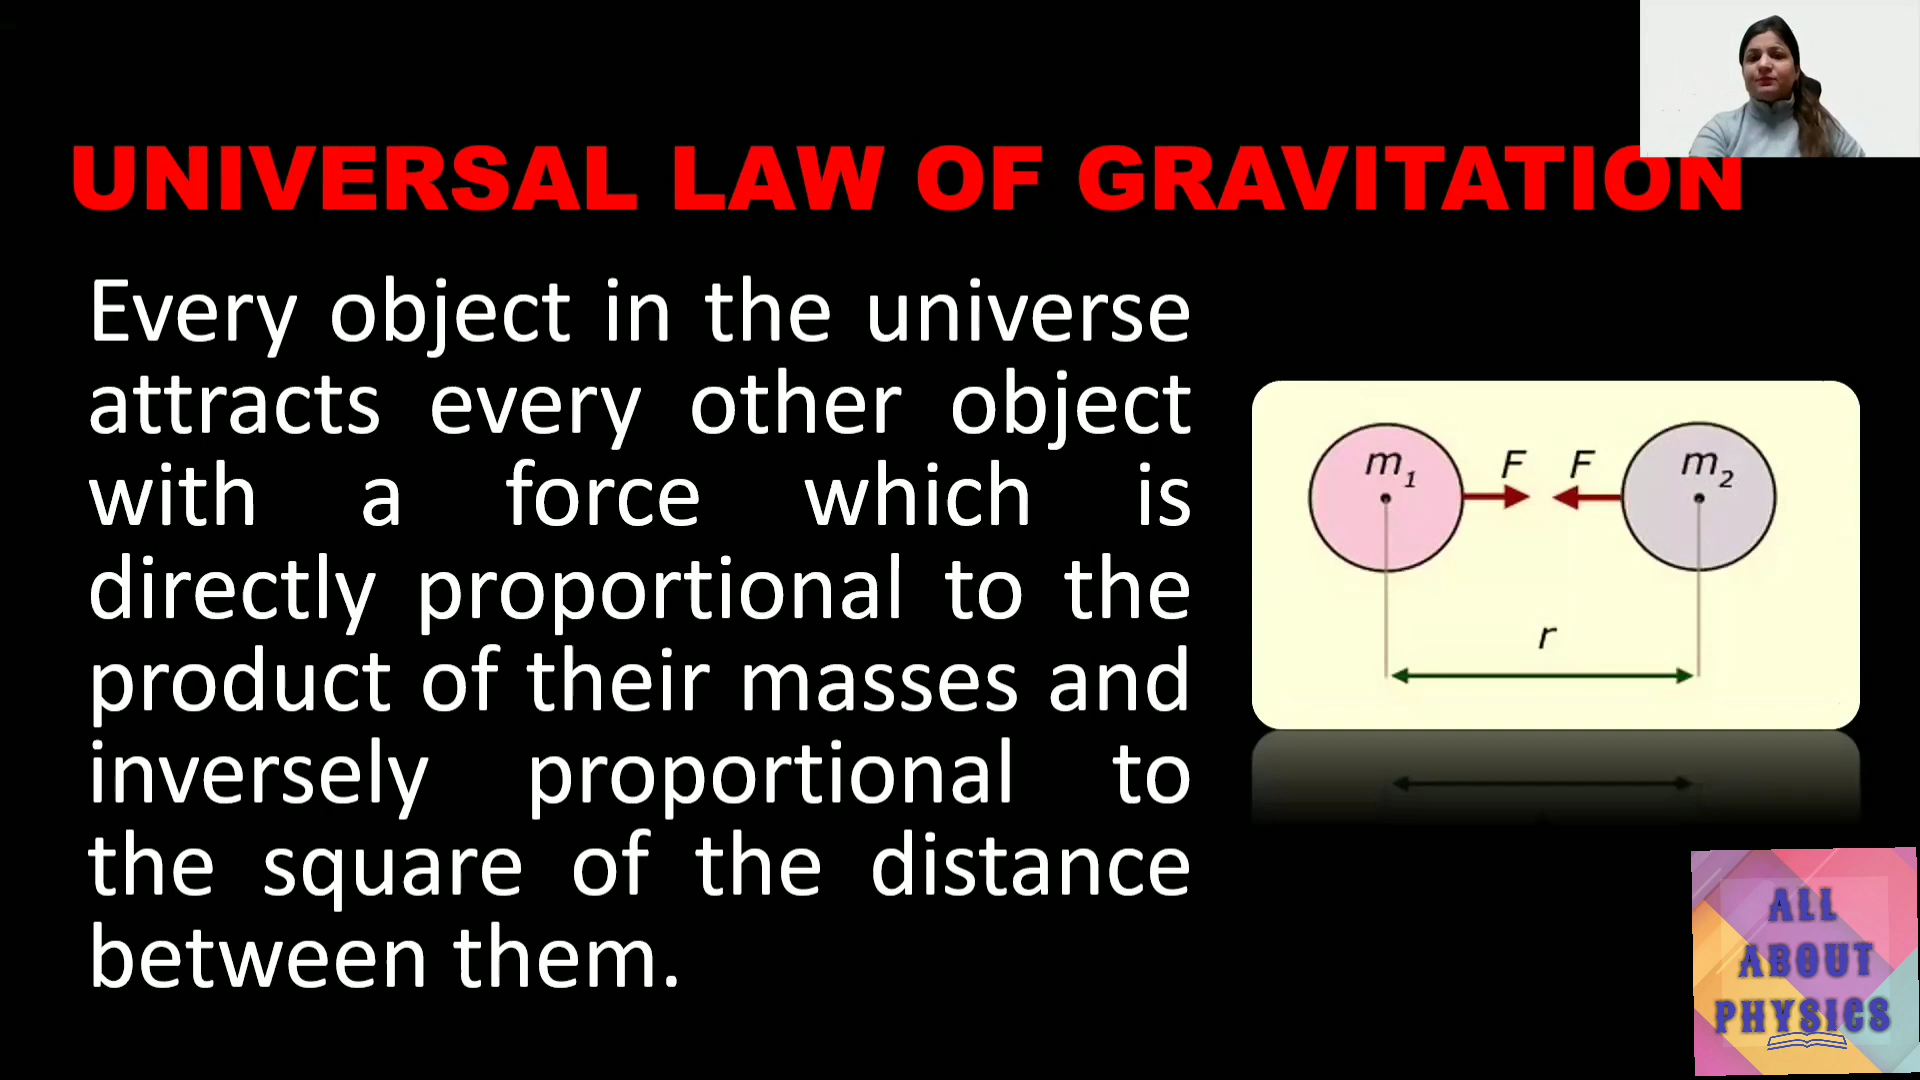 UNIVERSAL LAW OF GRAVITATION
Every object in the universe
attracts every other object
with a force which is
directly proportional to the
product of their masses and
inversely proportional to
the square of the distance
between them.
m₁ F F m₂
r
ALL
ABOUT
PHYSICS